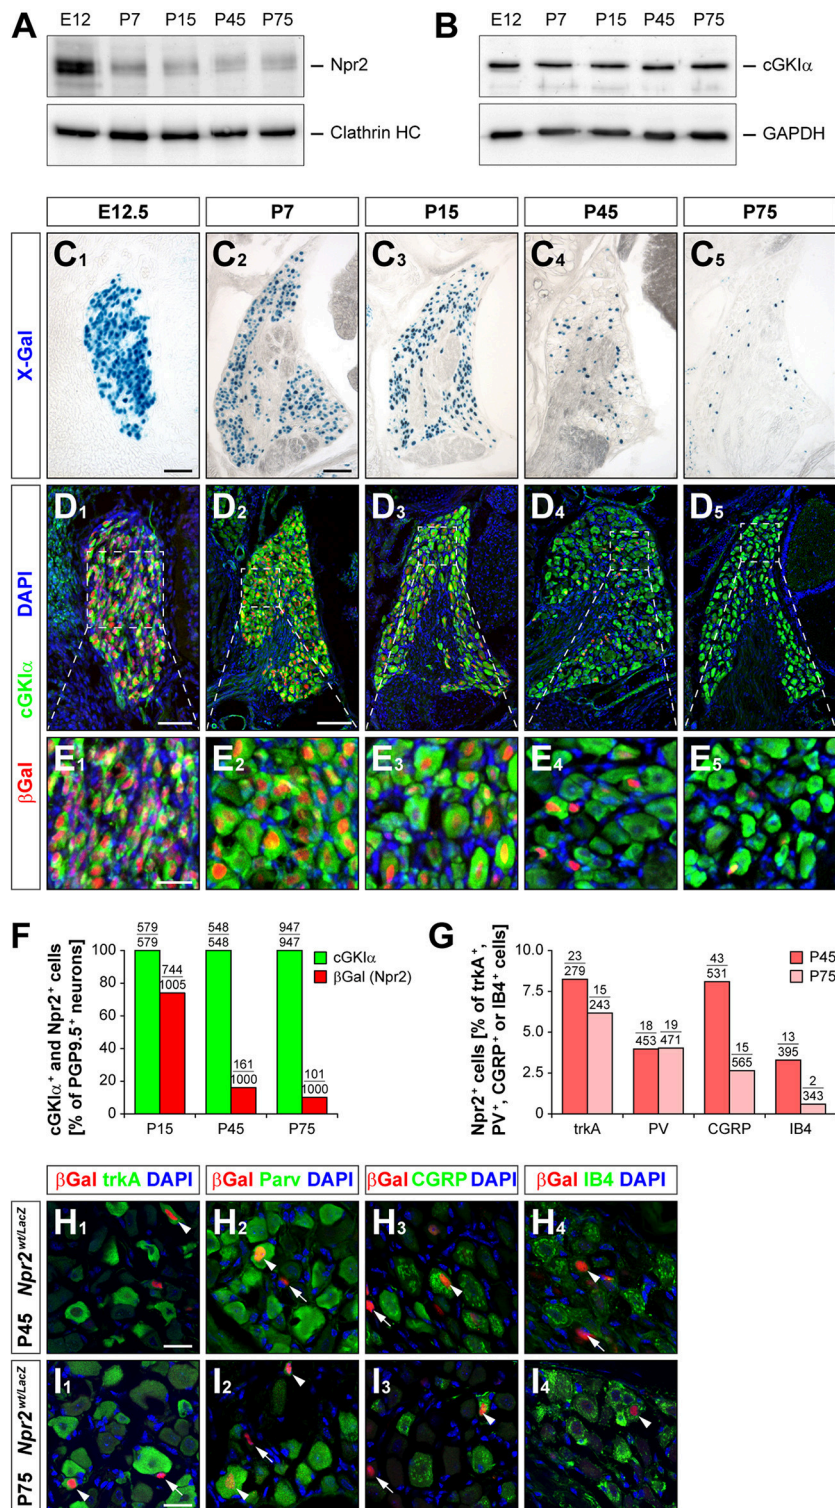 A
E12 P7 P15 P45 P75
Npr2
Clathrin HC
B
E12 P7 P15 P45 P75
cGKIα
GAPDH
E12.5 P7 P15 P45 P75
X-Gal
C1 C2 C3 C4 C5
βGal cGKIα DAPI
D1 D2 D3 D4 D5
E1 E2 E3 E4 E5
F
cGKIα+ and Npr2+ cells
[% of PGP9.5+ neurons]
100
80
60
40
20
0
579/579
744/1005
548/548
161/1000
947/947
101/1000
cGKIα
βGal (Npr2)
P15 P45 P75
G
Npr2+ cells [% of trkA+,
PV+, CGRP+ or IB4+ cells]
10.0
7.5
5.0
2.5
0
23/279
15/243
18/453
19/471
43/531
15/565
13/395
2/343
P45
P75
trkA PV CGRP IB4
βGal trkA DAPI
βGal Parv DAPI
βGal CGRP DAPI
βGal IB4 DAPI
P45 Npr2wt/LacZ
H1 H2 H3 H4
P75 Npr2wt/LacZ
I1 I2 I3 I4